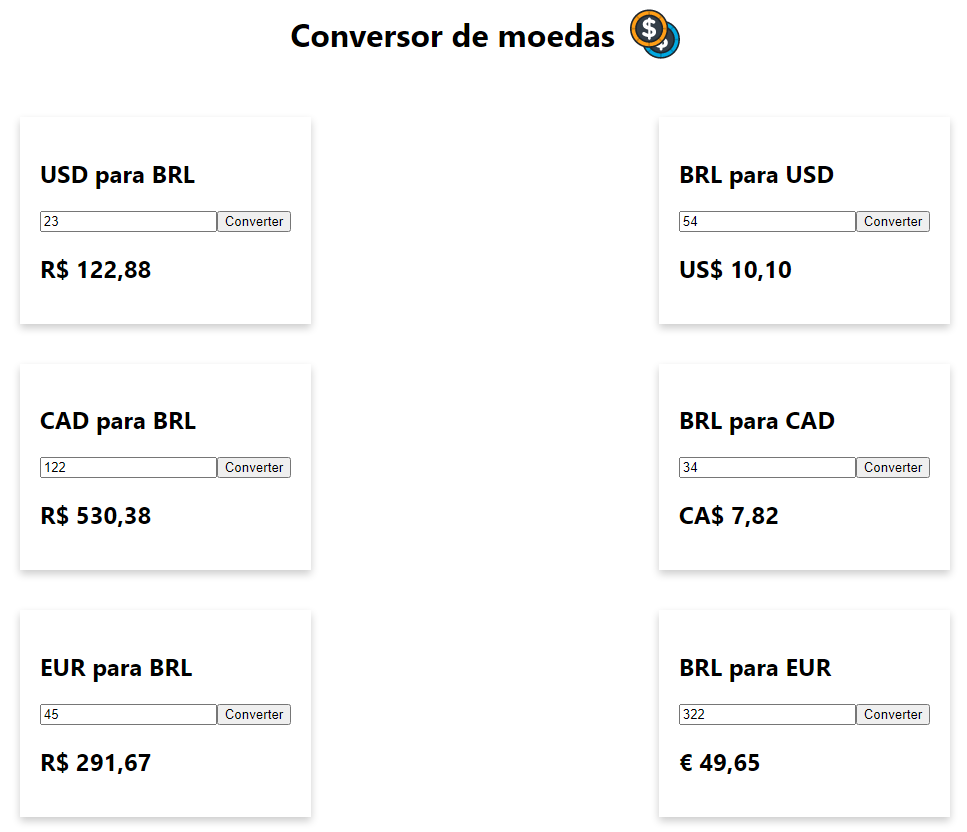 Conversor de moedas
USD para BRL
23 Converter
R$ 122,88
BRL para USD
54 Converter
US$ 10,10
CAD para BRL
122 Converter
R$ 530,38
BRL para CAD
34 Converter
CA$ 7,82
EUR para BRL
45 Converter
R$ 291,67
BRL para EUR
322 Converter
€ 49,65